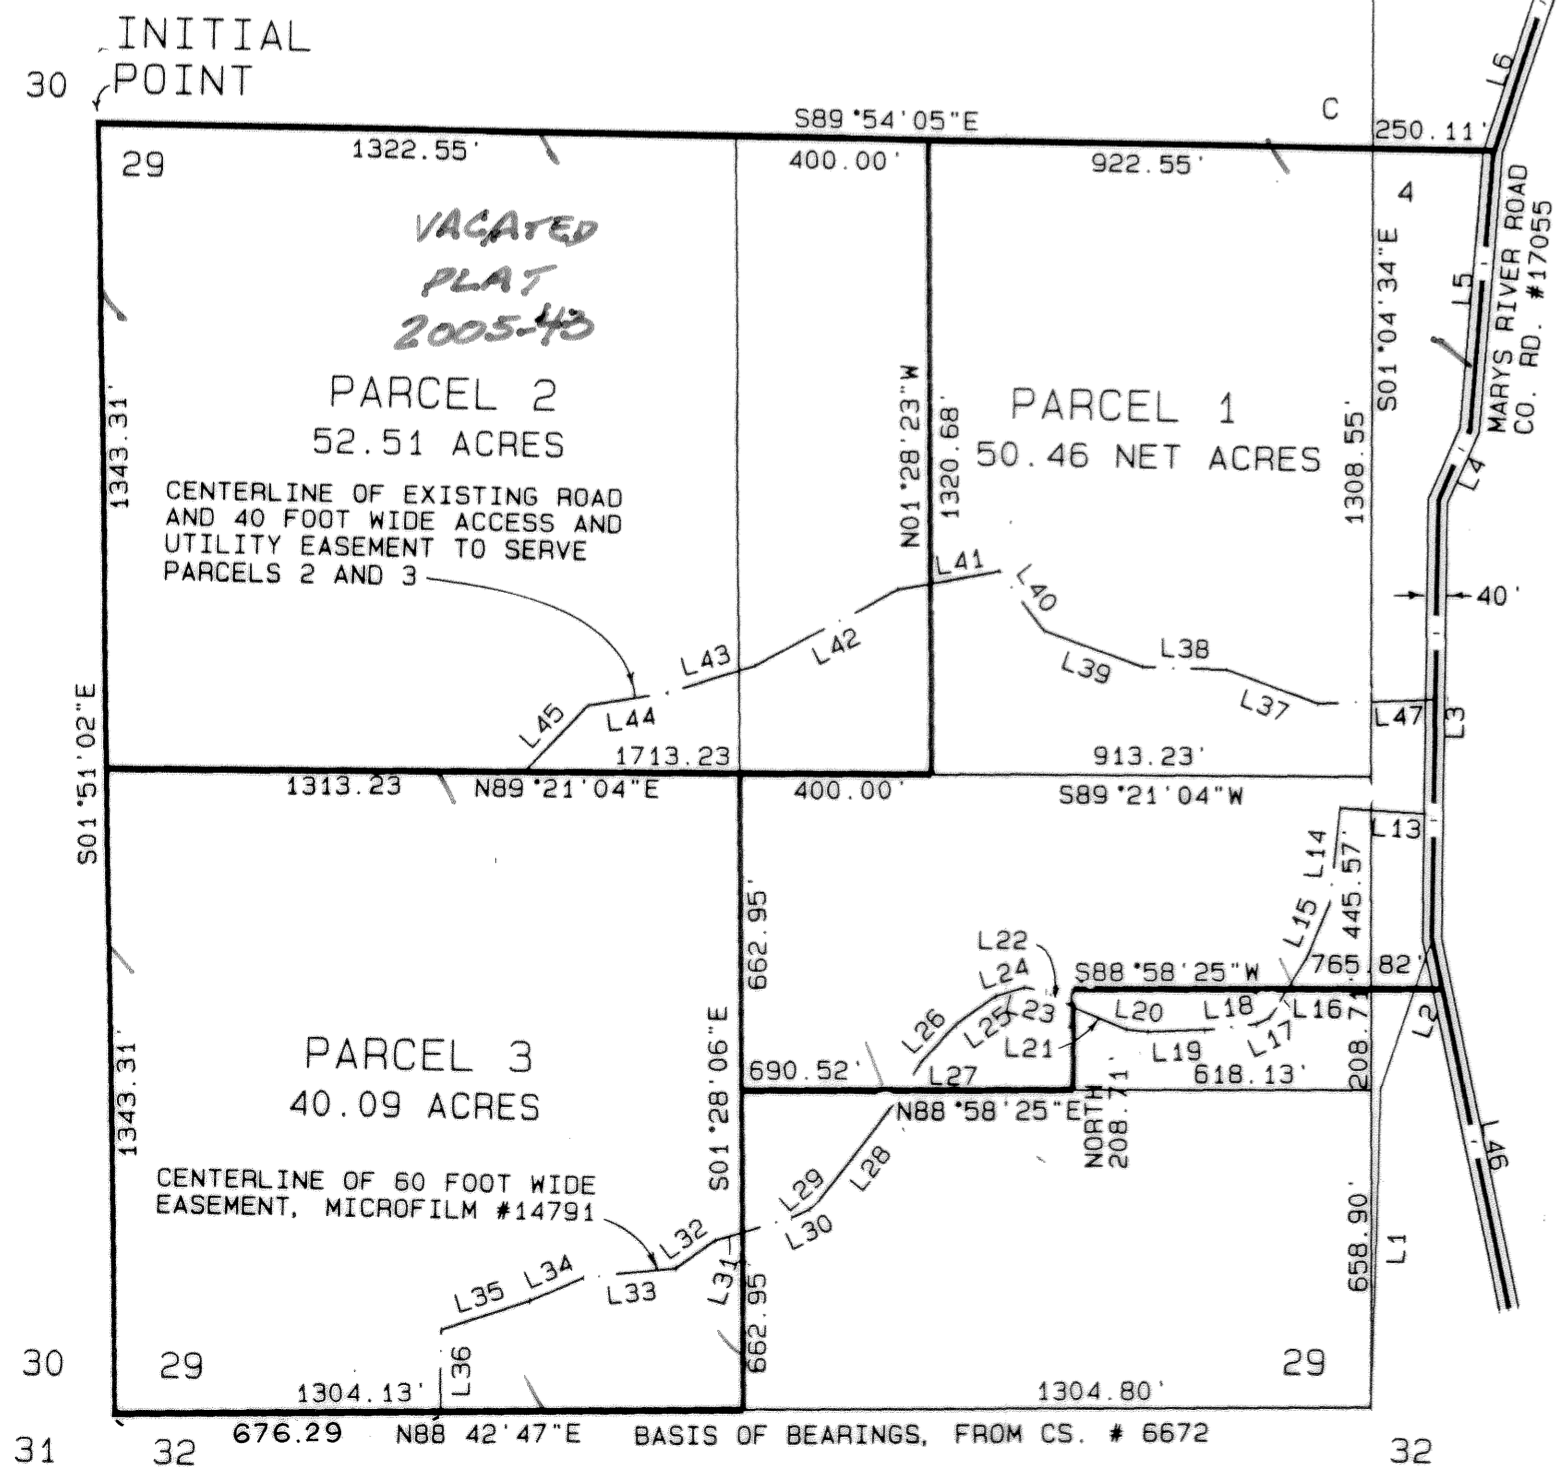 INITIAL
POINT
30
S89°54'05"E
C
250.11'
L6
1322.55'
400.00'
922.55'
29
4
VACATED
PLAT
2005-43
S01°04'34"E
L5
MARYS RIVER ROAD
CO. RD. #17055
PARCEL 2
52.51 ACRES
1343.31'
N01°28'23"W
1320.68'
PARCEL 1
50.46 NET ACRES
1308.55'
L4
CENTERLINE OF EXISTING ROAD
AND 40 FOOT WIDE ACCESS AND
UTILITY EASEMENT TO SERVE
PARCELS 2 AND 3
L41
L40
40'
L42
L43
L39
L38
L37
L47
L3
L44
L45
S01°51'02"E
1713.23
913.23'
1313.23
N89°21'04"E
400.00'
S89°21'04"W
L13
L14
445.57'
L15
662.95'
L22
L24
S88°58'25"W
765.82'
L23
L25
L26
L20
L18
L16
L2
L21
L19
L17
208.71'
S01°28'06"E
690.52'
L27
618.13'
N88°58'25"E
NORTH
208.71'
PARCEL 3
40.09 ACRES
1343.31'
L46
CENTERLINE OF 60 FOOT WIDE
EASEMENT, MICROFILM #14791
L28
L29
L30
L32
L31
L33
L34
L35
L36
662.95
658.90'
L1
30
29
29
1304.13'
1304.80'
676.29
N88 42'47"E
BASIS OF BEARINGS, FROM CS. # 6672
31
32
32